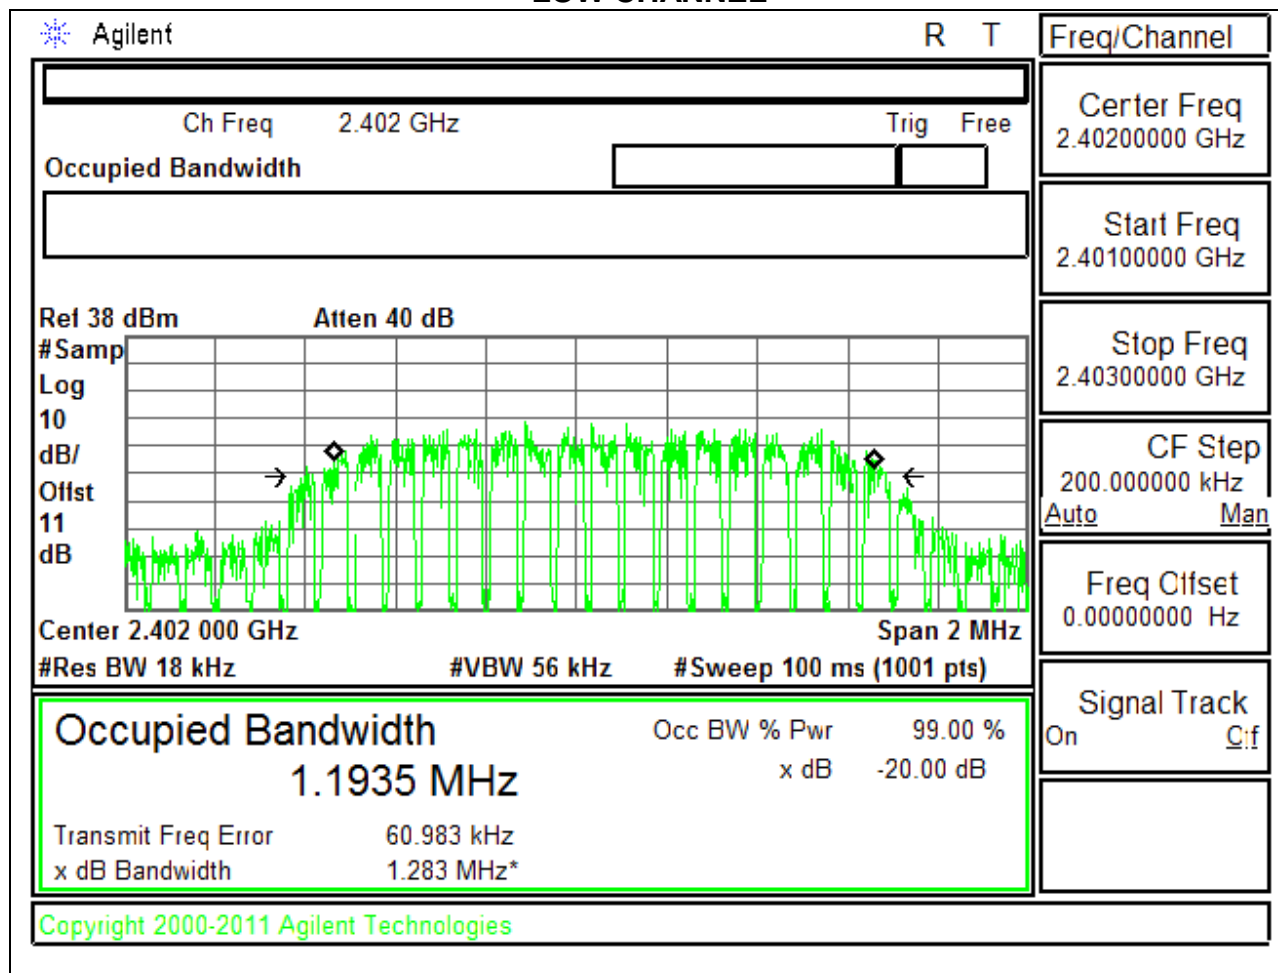 Agilent R T
Ch Freq 2.402 GHz Trig Free
Occupied Bandwidth
Ref 38 dBm Atten 40 dB
#Samp
Log
10
dB/
Offst
11
dB
Center 2.402 000 GHz Span 2 MHz
#Res BW 18 kHz #VBW 56 kHz #Sweep 100 ms (1001 pts)
Occupied Bandwidth
1.1935 MHz
Occ BW % Pwr 99.00 %
x dB -20.00 dB
Transmit Freq Error 60.983 kHz
x dB Bandwidth 1.283 MHz*
Copyright 2000-2011 Agilent Technologies
Freq/Channel
Center Freq
2.40200000 GHz
Start Freq
2.40100000 GHz
Stop Freq
2.40300000 GHz
CF Step
200.000000 kHz
Auto Man
Freq Offset
0.00000000 Hz
Signal Track
On Off